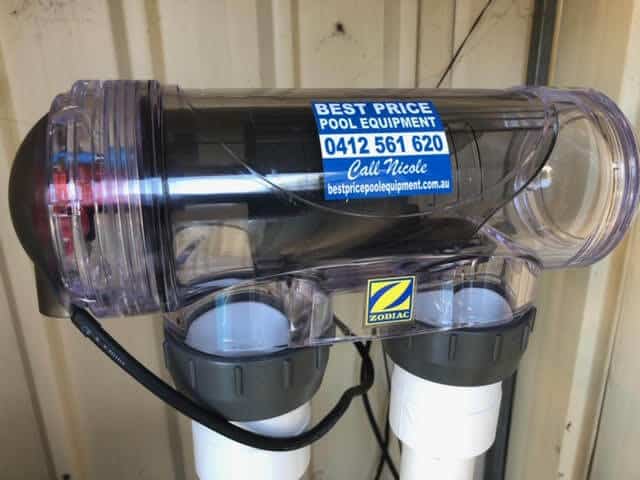 BEST PRICE
POOL EQUIPMENT
0412 561 620
Call Nicole
bestpricepoolequipment.com.au
Z
ZODIAC